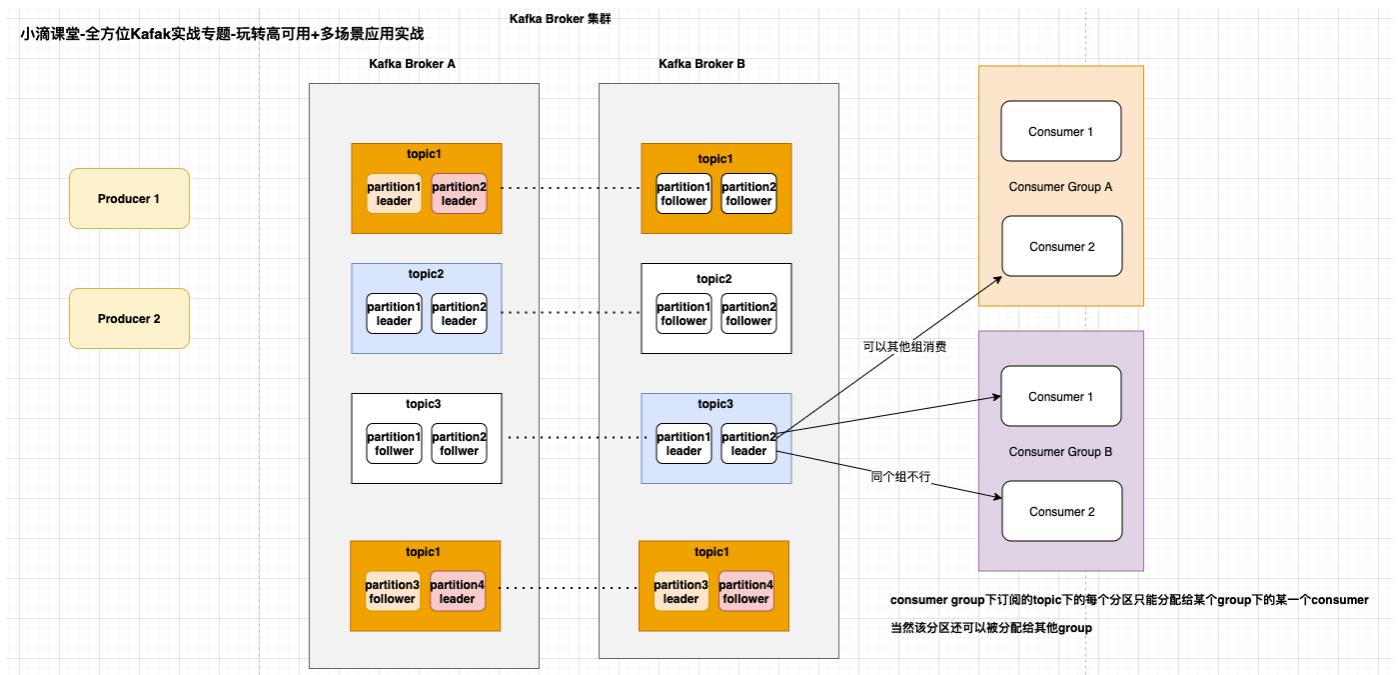 Kafka Broker 集群
小滴课堂-全方位Kafak实战专题-玩转高可用+多场景应用实战
Kafka Broker A
Kafka Broker B
Producer 1
Producer 2
topic1
partition1
leader
partition2
leader
topic2
partition1
leader
partition2
leader
topic3
partition1
follwer
partition2
follwer
topic1
partition3
follower
partition4
leader
topic1
partition1
follower
partition2
follower
topic2
partition1
follower
partition2
follower
topic3
partition1
leader
partition2
leader
topic1
partition3
leader
partition4
follower
可以其他组消费
同个组不行
Consumer 1
Consumer Group A
Consumer 2
Consumer 1
Consumer Group B
Consumer 2
consumer group下订阅的topic下的每个分区只能分配给某个group下的某一个consumer
当然该分区还可以被分配给其他group